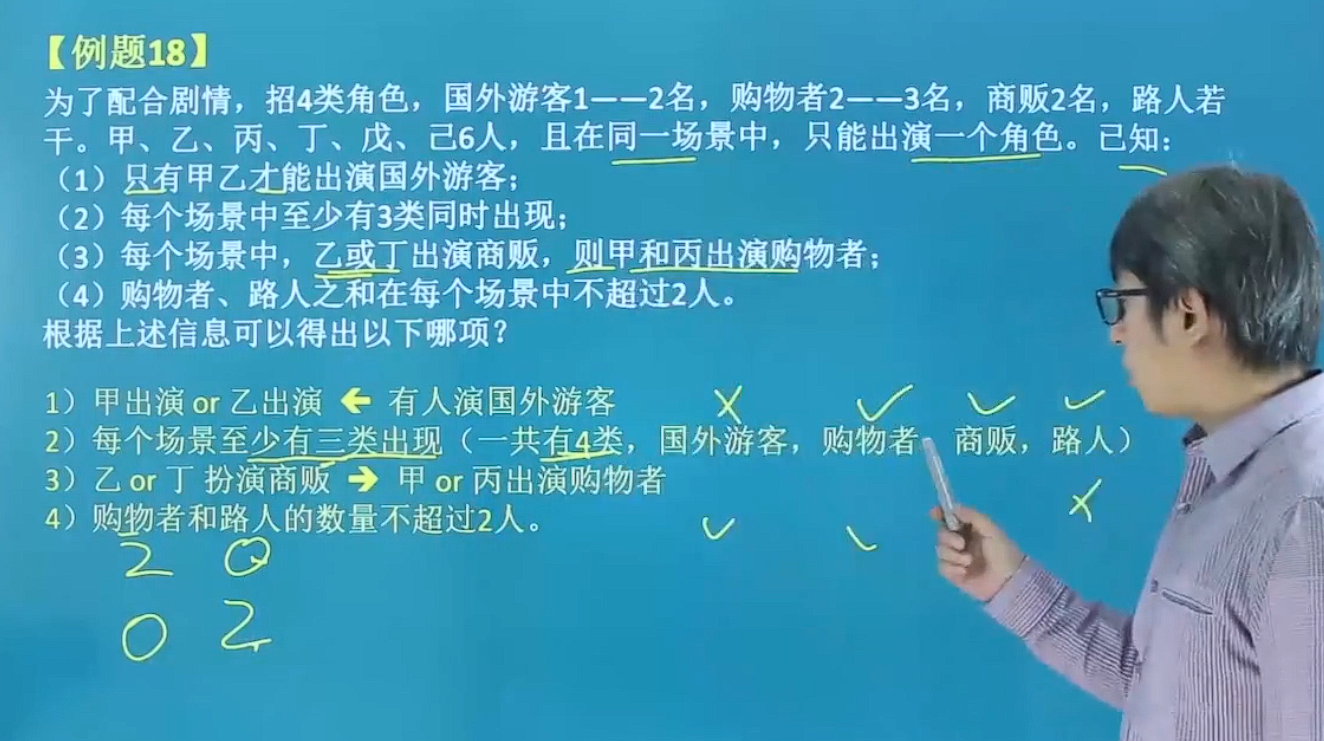 【例题18】
为了配合剧情，招4类角色，国外游客1——2名，购物者2——3名，商贩2名，路人若
干。甲、乙、丙、丁、戊、己6人，且在同一场景中，只能出演一个角色。已知：
（1）只有甲乙才能出演国外游客；
（2）每个场景中至少有3类同时出现；
（3）每个场景中，乙或丁出演商贩，则甲和丙出演购物者；
（4）购物者、路人之和在每个场景中不超过2人。
根据上述信息可以得出以下哪项？
1）甲出演 or 乙出演 ← 有人演国外游客
2）每个场景至少有三类出现（一共有4类，国外游客，购物者 商贩，路人）
3）乙 or 丁 扮演商贩 → 甲 or 丙出演购物者
4）购物者和路人的数量不超过2人。
2 0
0 2